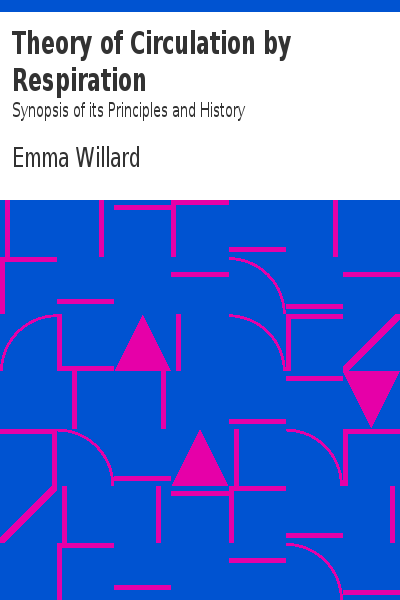 Theory of Circulation by
Respiration
Synopsis of its Principles and History
Emma Willard